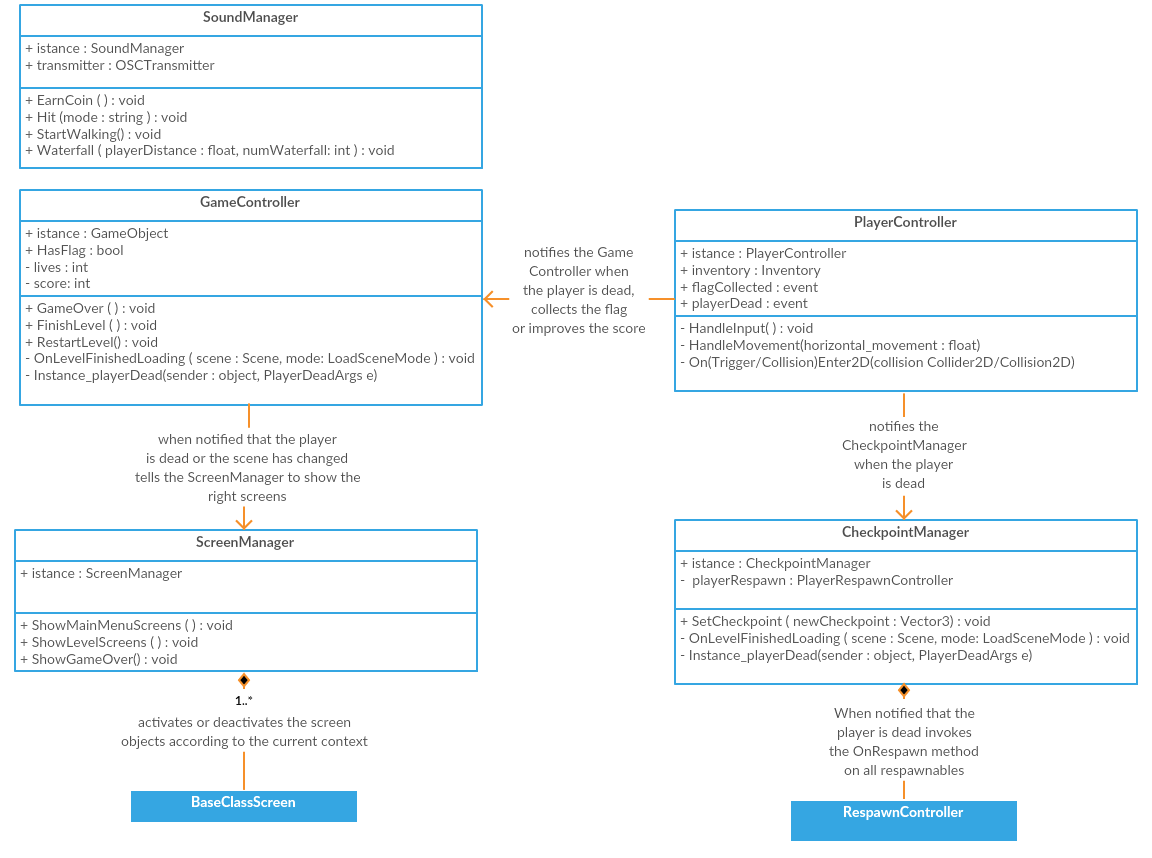 SoundManager
+ istance : SoundManager
+ transmitter : OSCTransmitter
+ EarnCoin ( ) : void
+ Hit (mode : string ) : void
+ StartWalking() : void
+ Waterfall ( playerDistance : float, numWaterfall: int ) : void
GameController
+ istance : GameObject
+ HasFlag : bool
- lives : int
- score: int
+ GameOver ( ) : void
+ FinishLevel ( ) : void
+ RestartLevel() : void
- OnLevelFinishedLoading ( scene : Scene, mode: LoadSceneMode ) : void
- Instance_playerDead(sender : object, PlayerDeadArgs e)
notifies the Game
Controller when
the player is dead,
collects the flag
or improves the score
PlayerController
+ istance : PlayerController
+ inventory : Inventory
+ flagCollected : event
+ playerDead : event
- HandleInput( ) : void
- HandleMovement(horizontal_movement : float)
- On(Trigger/Collision)Enter2D(collision Collider2D/Collision2D)
when notified that the player
is dead or the scene has changed
tells the ScreenManager to show the
right screens
notifies the
CheckpointManager
when the player
is dead
ScreenManager
+ istance : ScreenManager
+ ShowMainMenuScreens ( ) : void
+ ShowLevelScreens ( ) : void
+ ShowGameOver() : void
CheckpointManager
+ istance : CheckpointManager
- playerRespawn : PlayerRespawnController
+ SetCheckpoint ( newCheckpoint : Vector3) : void
- OnLevelFinishedLoading ( scene : Scene, mode: LoadSceneMode ) : void
- Instance_playerDead(sender : object, PlayerDeadArgs e)
1..*
activates or deactivates the screen
objects according to the current context
BaseClassScreen
When notified that the
player is dead invokes
the OnRespawn method
on all respawnables
RespawnController